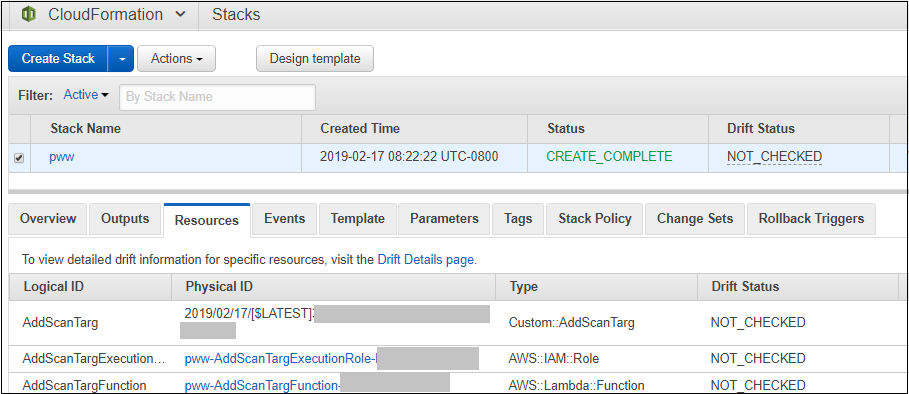 CloudFormation Stacks
Create Stack Actions Design template
Filter: Active By Stack Name
Stack Name Created Time Status Drift Status
pww 2019-02-17 08:22:22 UTC-0800 CREATE_COMPLETE NOT_CHECKED
Overview Outputs Resources Events Template Parameters Tags Stack Policy Change Sets Rollback Triggers
To view detailed drift information for specific resources, visit the Drift Details page.
Logical ID Physical ID Type Drift Status
AddScanTarg 2019/02/17/[$LATEST] Custom::AddScanTarg NOT_CHECKED
AddScanTargExecution... pww-AddScanTargExecutionRole- AWS::IAM::Role NOT_CHECKED
AddScanTargFunction pww-AddScanTargFunction- AWS::Lambda::Function NOT_CHECKED